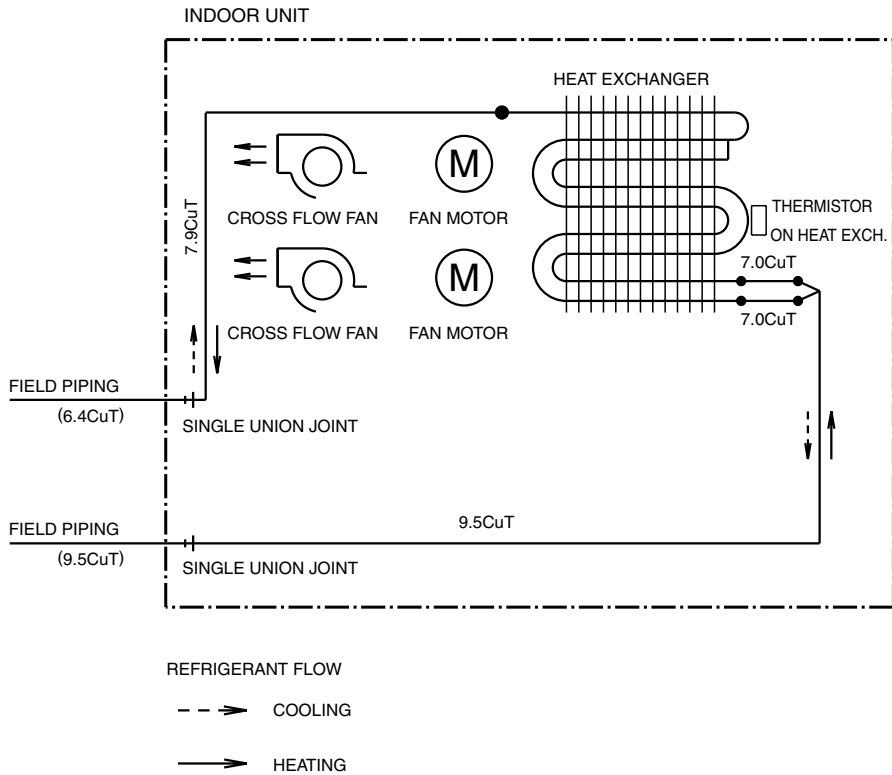 INDOOR UNIT
HEAT EXCHANGER
M
CROSS FLOW FAN
FAN MOTOR
7.9CuT
THERMISTOR
ON HEAT EXCH.
M
7.0CuT
7.0CuT
CROSS FLOW FAN
FAN MOTOR
FIELD PIPING
(6.4CuT)
SINGLE UNION JOINT
9.5CuT
FIELD PIPING
(9.5CuT)
SINGLE UNION JOINT
REFRIGERANT FLOW
COOLING
HEATING